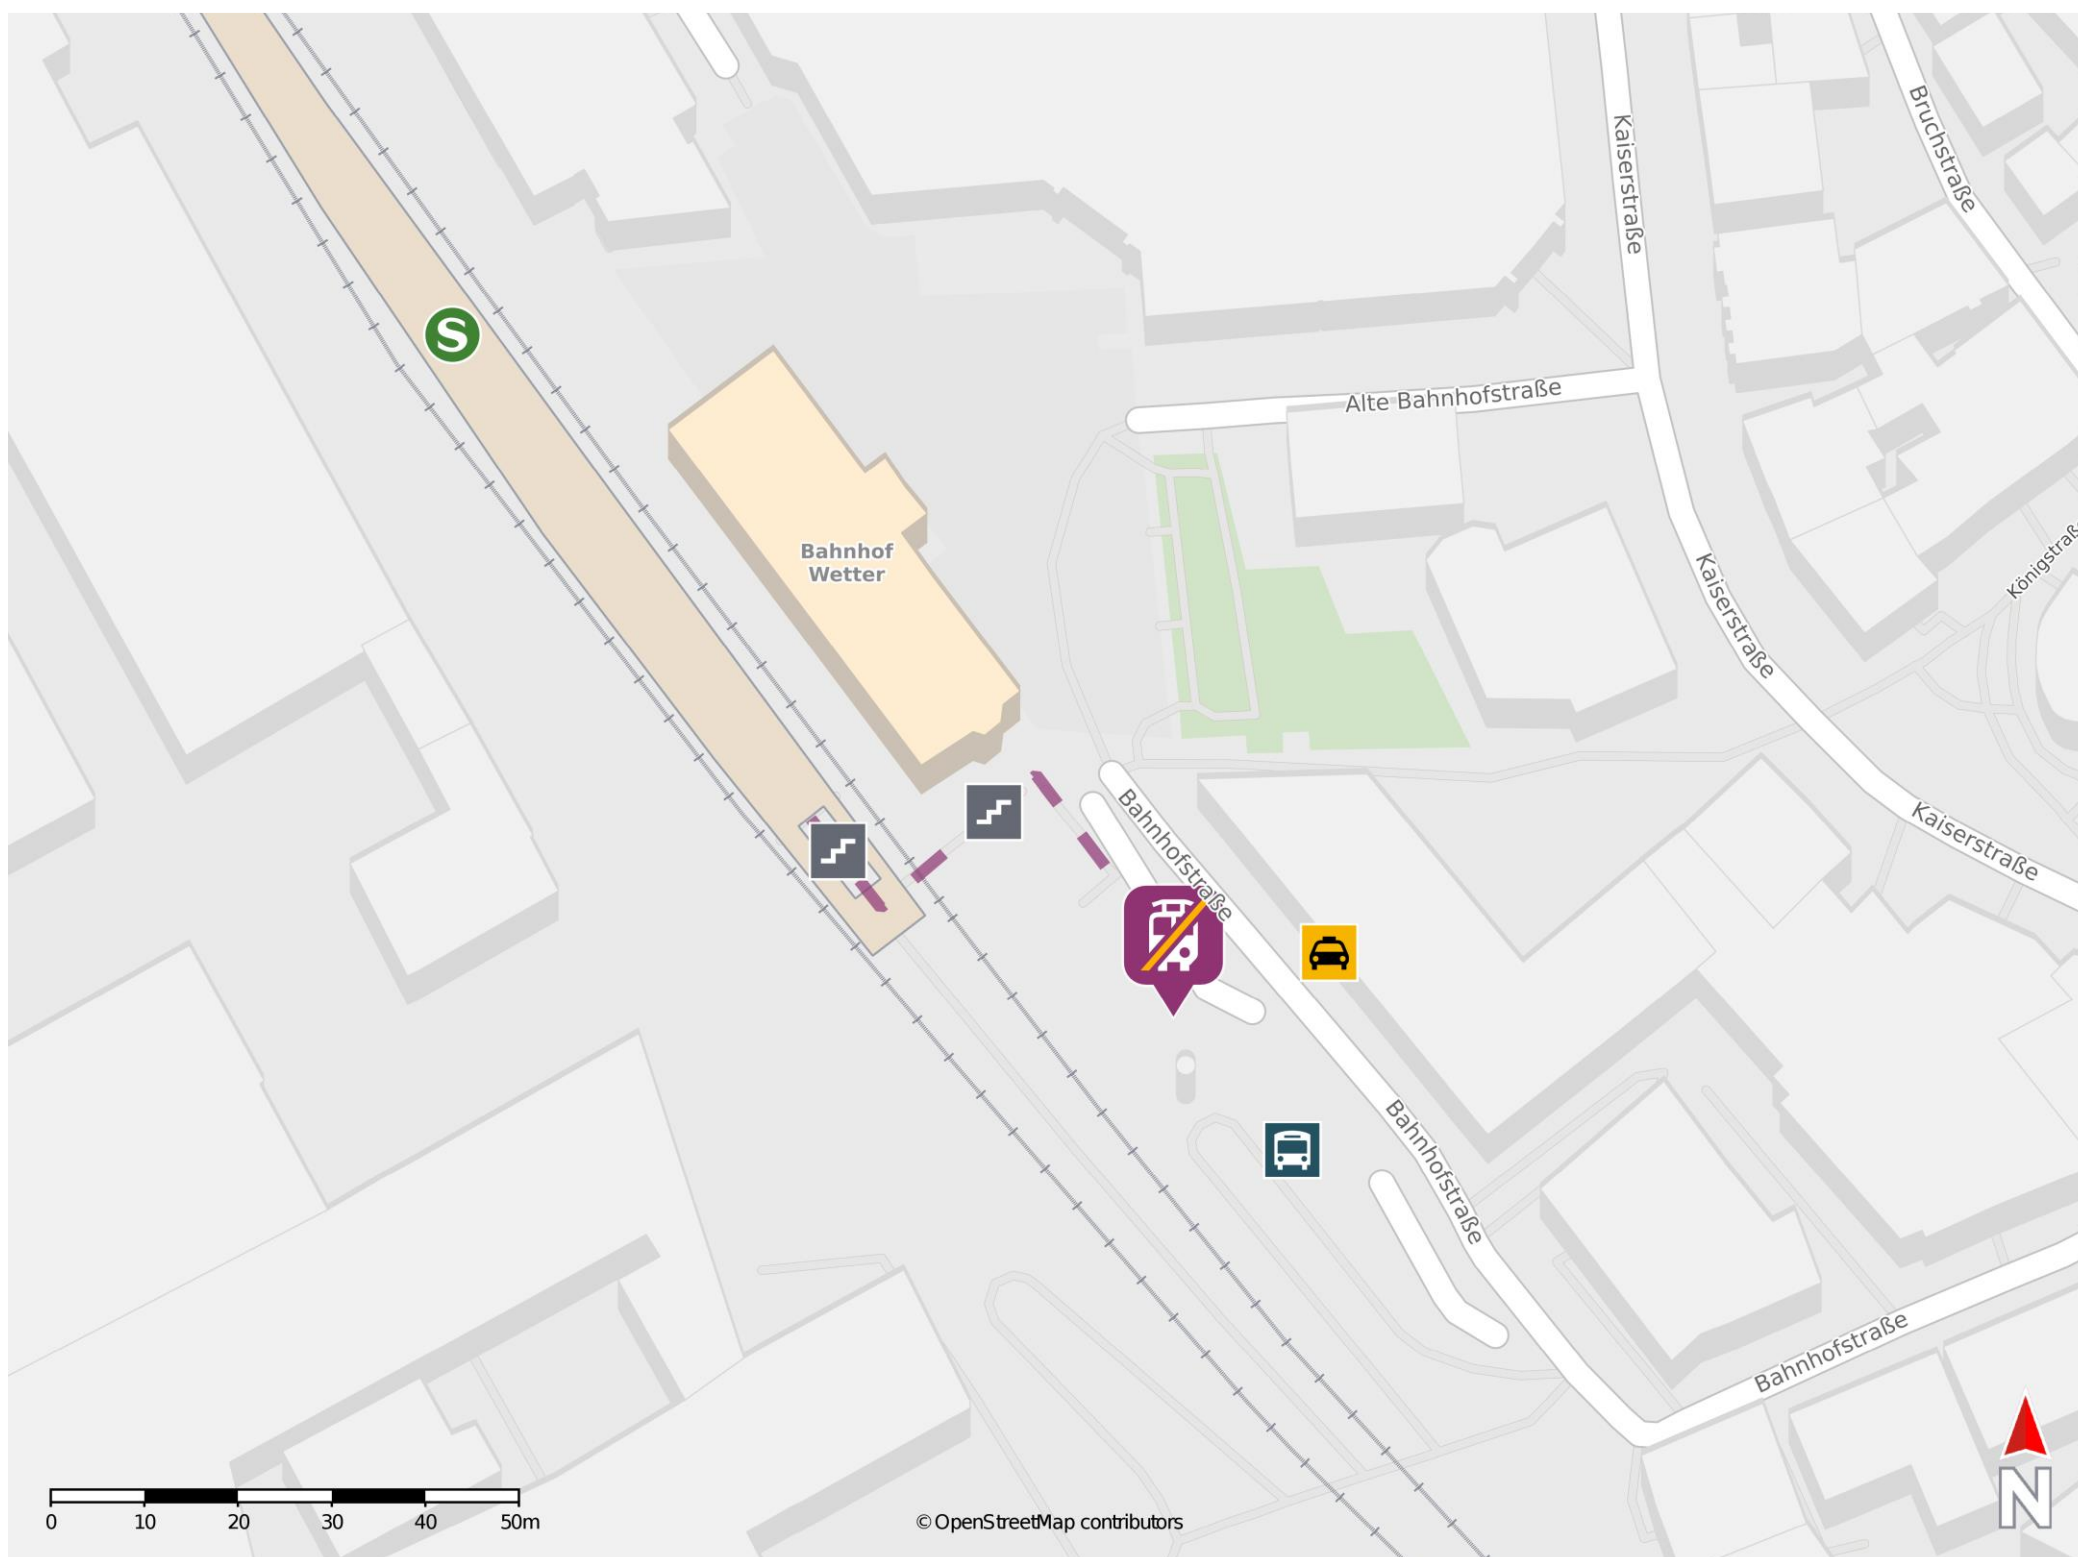 Kaiserstraße
Bruchstraße
S
Alte Bahnhofstraße
Bahnhof
Wetter
Königstraß
Kaiserstraße
Bahnhofstraße
Kaiserstraße
Bahnhofstraße
Bahnhofstraße
0 10 20 30 40 50m
© OpenStreetMap contributors
N